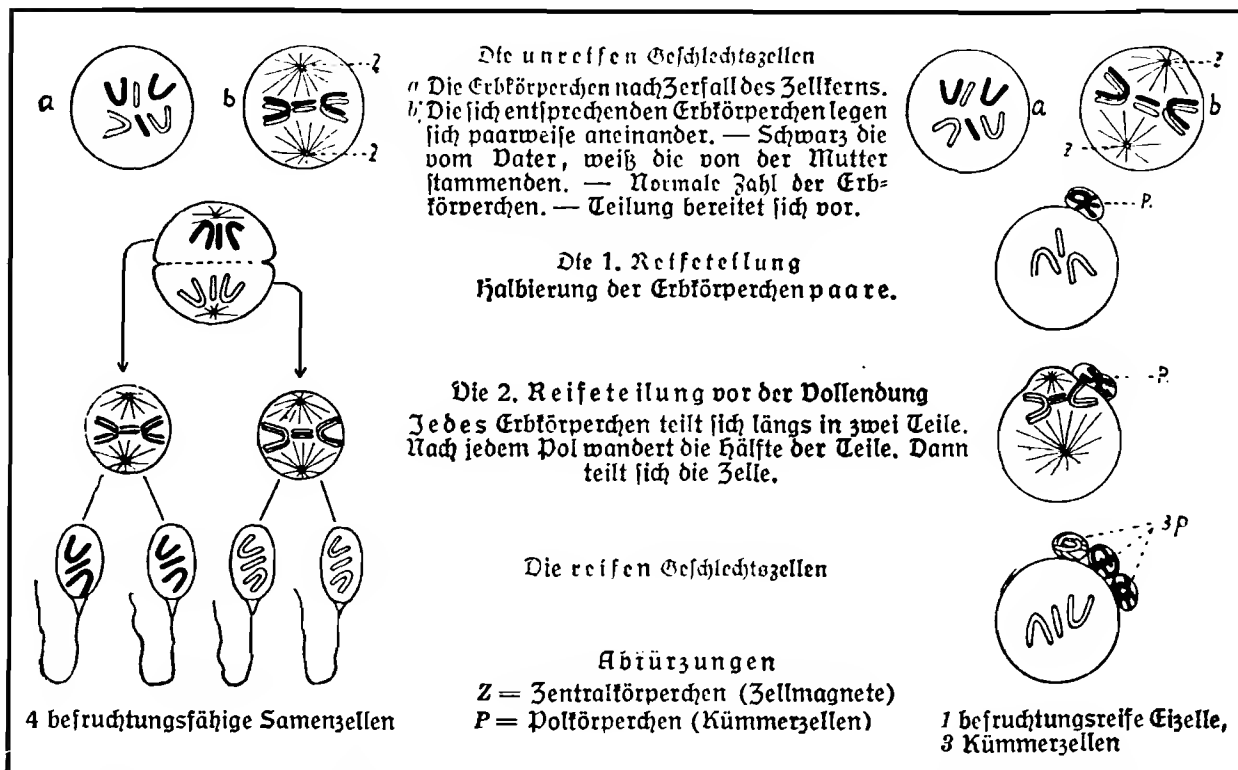 Die unreifen Geschlechtszellen
a Die Erbkörperchen nach Zerfall des Zellkerns.
b Die sich entsprechenden Erbkörperchen legen
sich paarweise aneinander. — Schwarz die
vom Vater, weiß die von der Mutter
stammenden. — Normale Zahl der Erb=
körperchen. — Teilung bereitet sich vor.
a
b
Z
Z
a
b
Z
Z
Die 1. Reifeteilung
Halbierung der Erbkörperchenpaare.
P.
Die 2. Reifeteilung vor der Vollendung
Jedes Erbkörperchen teilt sich längs in zwei Teile.
Nach jedem Pol wandert die Hälfte der Teile. Dann
teilt sich die Zelle.
P.
Die reifen Geschlechtszellen
3 P
Abkürzungen
Z = Zentralkörperchen (Zellmagnete)
P = Polkörperchen (Kümmerzellen)
4 befruchtungsfähige Samenzellen
1 befruchtungsreife Eizelle,
3 Kümmerzellen